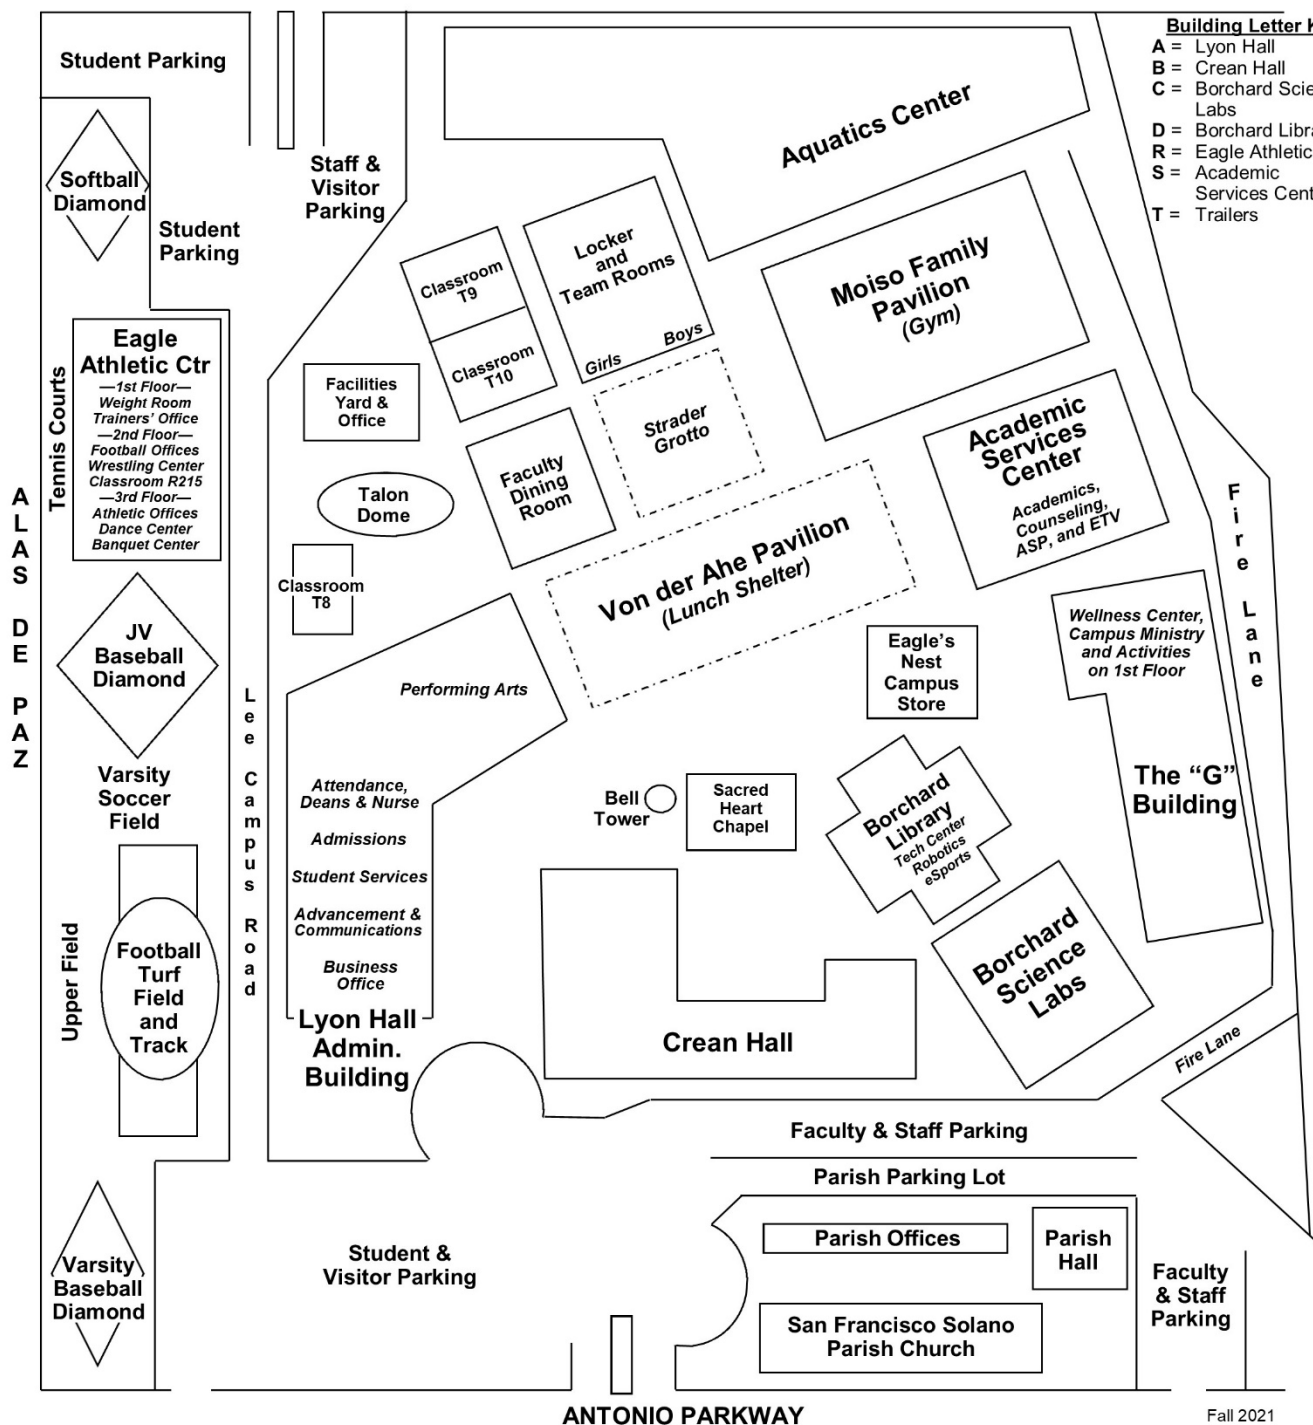 Building Letter K
A = Lyon Hall
B = Crean Hall
C = Borchard Scie
Labs
D = Borchard Libra
R = Eagle Athletic
S = Academic
Services Cent
T = Trailers
Student Parking
Softball
Diamond
Student
Parking
Staff &
Visitor
Parking
Aquatics Center
Locker
and
Team Rooms
Girls
Boys
Classroom
T9
Classroom
T10
Moiso Family
Pavilion
(Gym)
Eagle
Athletic Ctr
—1st Floor—
Weight Room
Trainers' Office
—2nd Floor—
Football Offices
Wrestling Center
Classroom R215
—3rd Floor—
Athletic Offices
Dance Center
Banquet Center
Tennis Courts
Facilities
Yard &
Office
Strader
Grotto
Academic
Services
Center
Academics,
Counseling,
ASP, and ETV
Faculty
Dining
Room
Talon
Dome
ALAS DE PAZ
Fire Lane
Von der Ahe Pavilion
(Lunch Shelter)
Classroom
T8
JV
Baseball
Diamond
Eagle's
Nest
Campus
Store
Wellness Center,
Campus Ministry
and Activities
on 1st Floor
Performing Arts
Lee Campus Road
The “G”
Building
Varsity
Soccer
Field
Attendance,
Deans & Nurse
Admissions
Student Services
Advancement &
Communications
Business
Office
Lyon Hall
Admin.
Building
Bell
Tower
Sacred
Heart
Chapel
Borchard
Library
Tech Center
Robotics
eSports
Borchard
Science
Labs
Upper Field
Football
Turf
Field
and
Track
Crean Hall
Fire Lane
Faculty & Staff Parking
Parish Parking Lot
Varsity
Baseball
Diamond
Student &
Visitor Parking
Parish Offices
Parish
Hall
Faculty
& Staff
Parking
San Francisco Solano
Parish Church
ANTONIO PARKWAY
Fall 2021